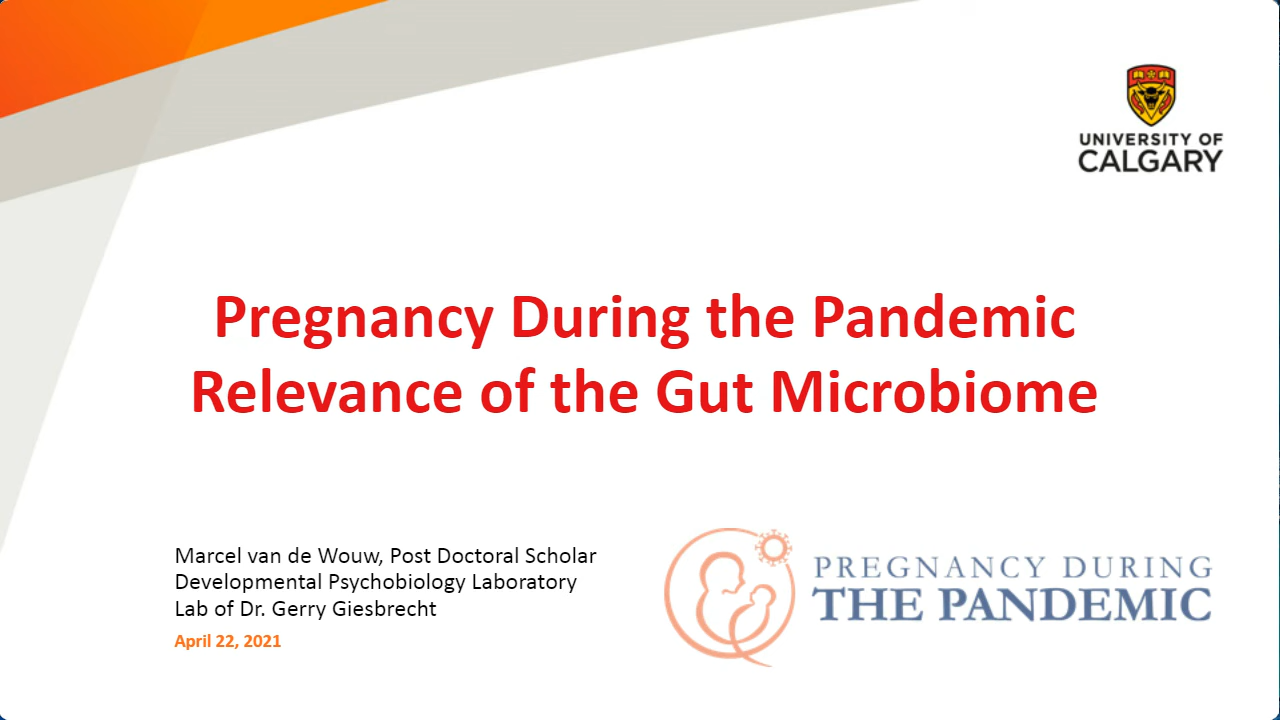 UNIVERSITY OF
CALGARY
Pregnancy During the Pandemic
Relevance of the Gut Microbiome
Marcel van de Wouw, Post Doctoral Scholar
Developmental Psychobiology Laboratory
Lab of Dr. Gerry Giesbrecht
April 22, 2021
PREGNANCY DURING
THE PANDEMIC